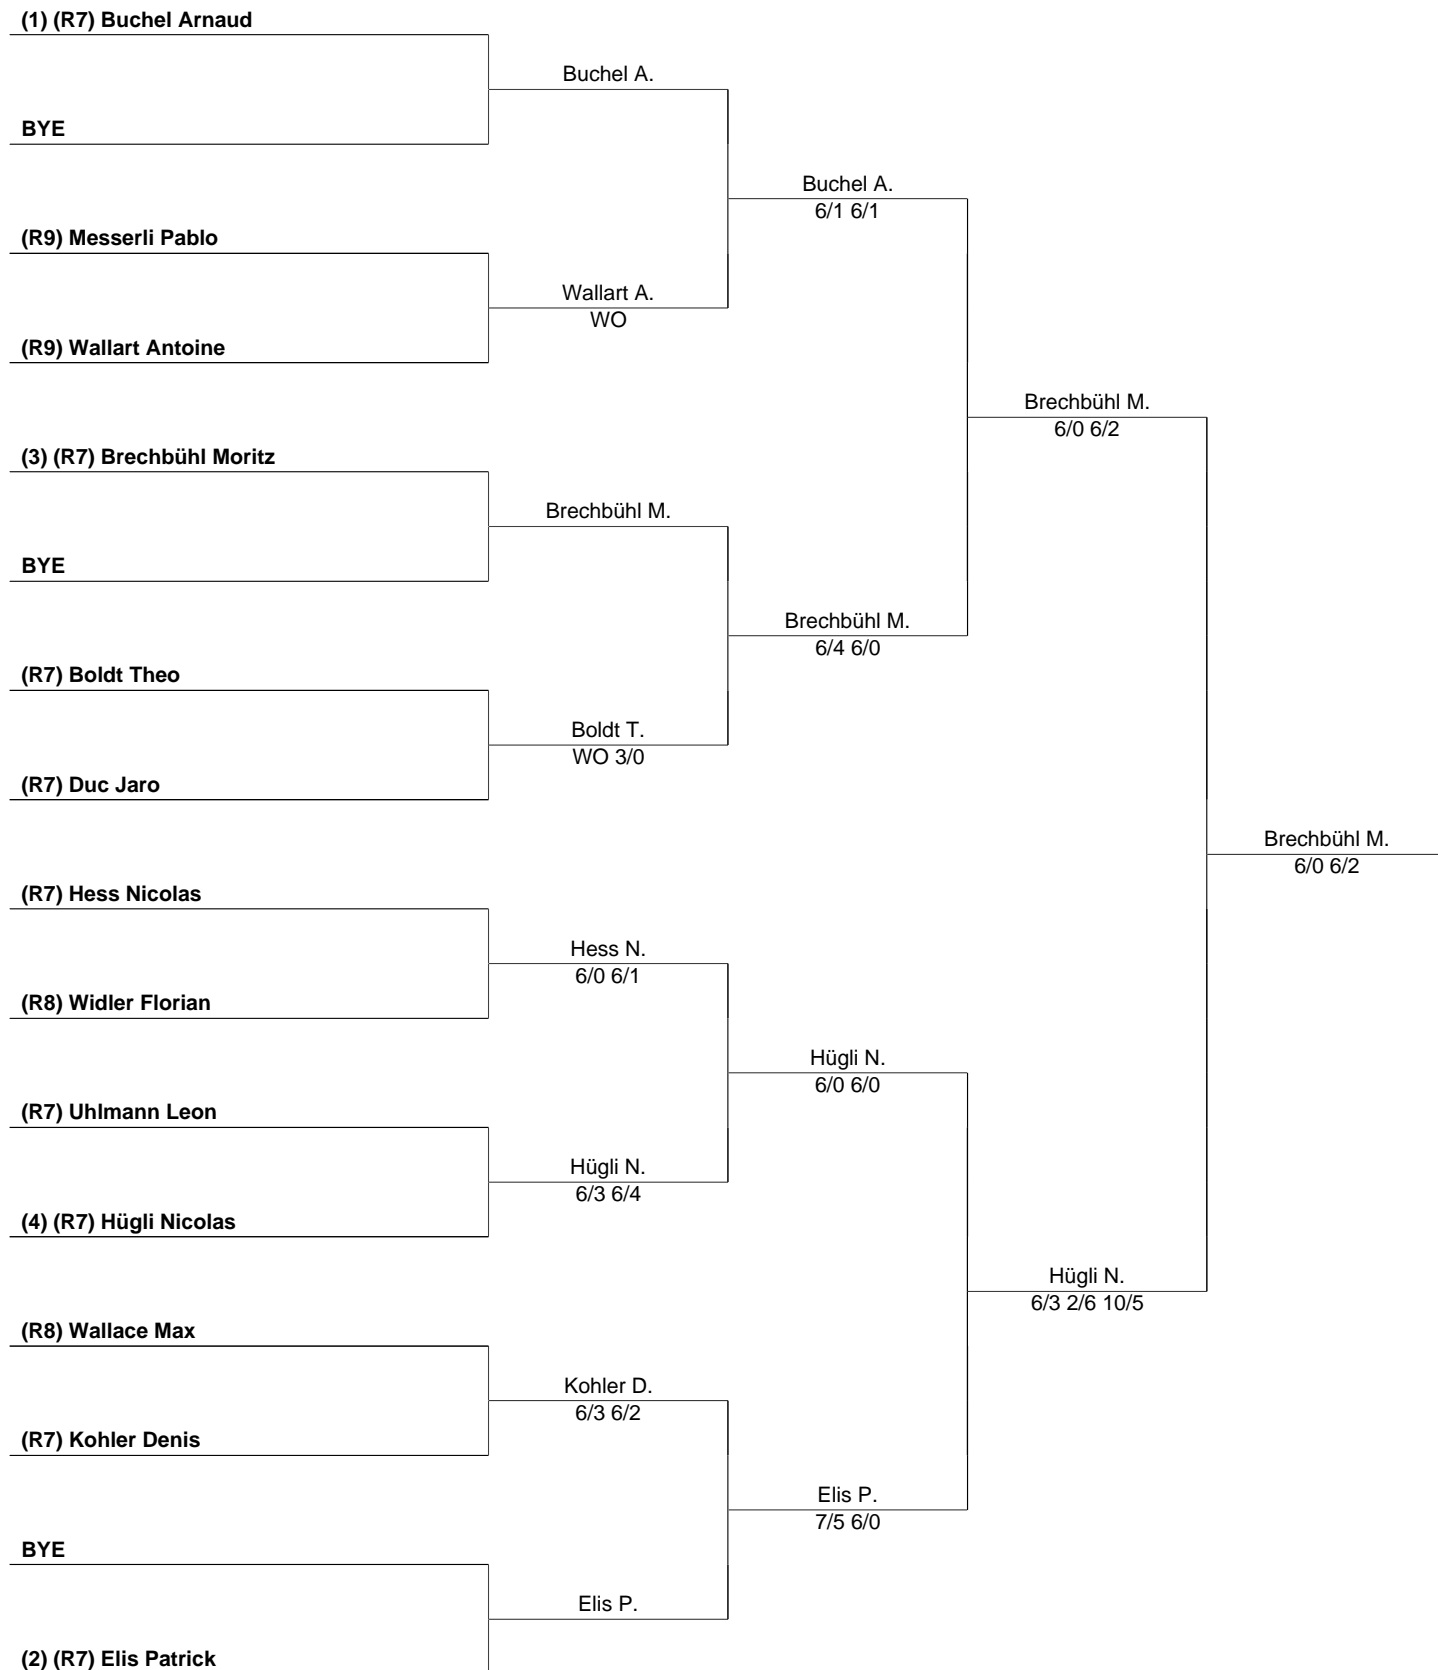 (1) (R7) Buchel Arnaud
Buchel A.
BYE
Buchel A.
6/1 6/1
(R9) Messerli Pablo
Wallart A.
WO
(R9) Wallart Antoine
Brechbühl M.
6/0 6/2
(3) (R7) Brechbühl Moritz
Brechbühl M.
BYE
Brechbühl M.
6/4 6/0
(R7) Boldt Theo
Boldt T.
WO 3/0
(R7) Duc Jaro
Brechbühl M.
6/0 6/2
(R7) Hess Nicolas
Hess N.
6/0 6/1
(R8) Widler Florian
Hügli N.
6/0 6/0
(R7) Uhlmann Leon
Hügli N.
6/3 6/4
(4) (R7) Hügli Nicolas
Hügli N.
6/3 2/6 10/5
(R8) Wallace Max
Kohler D.
6/3 6/2
(R7) Kohler Denis
Elis P.
7/5 6/0
BYE
Elis P.
(2) (R7) Elis Patrick